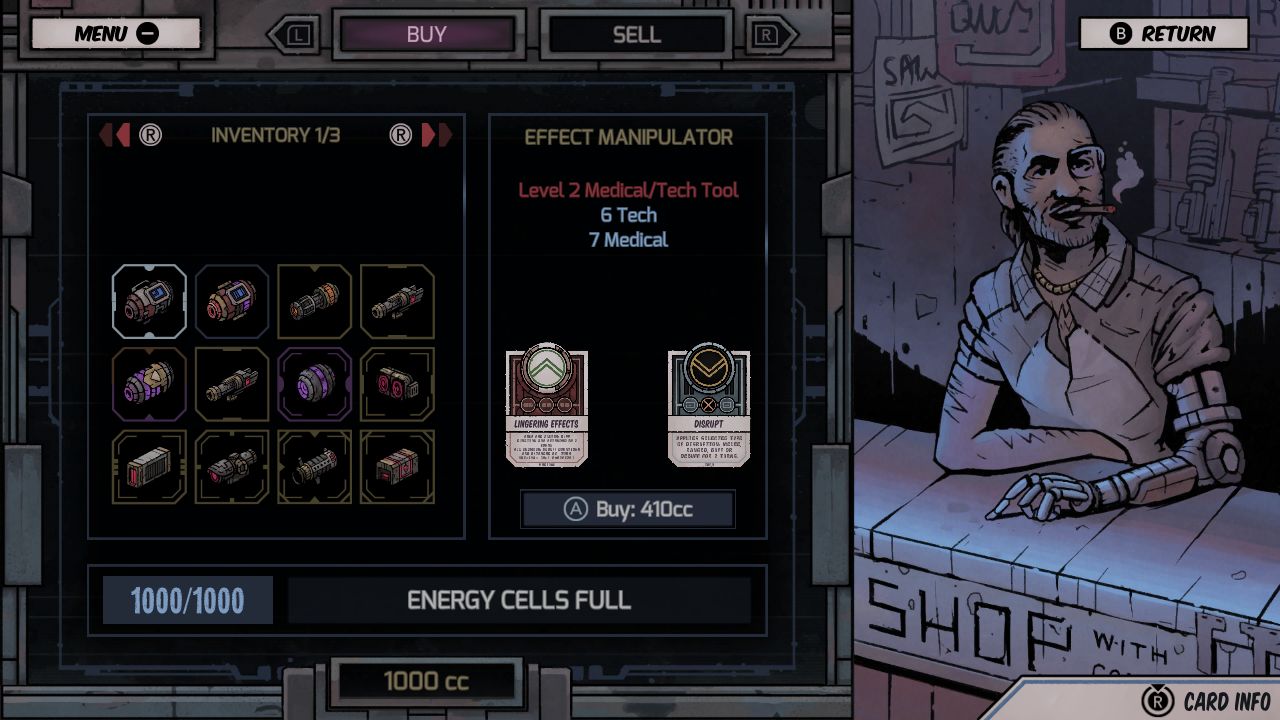 MENU
L
BUY
SELL
R
B RETURN
SAW
INVENTORY 1/3
R
R
EFFECT MANIPULATOR
Level 2 Medical/Tech Tool
6 Tech
7 Medical
LINGERING EFFECTS
DISRUPT
A Buy: 410cc
1000/1000
ENERGY CELLS FULL
1000 cc
SHOP WITH
R CARD INFO